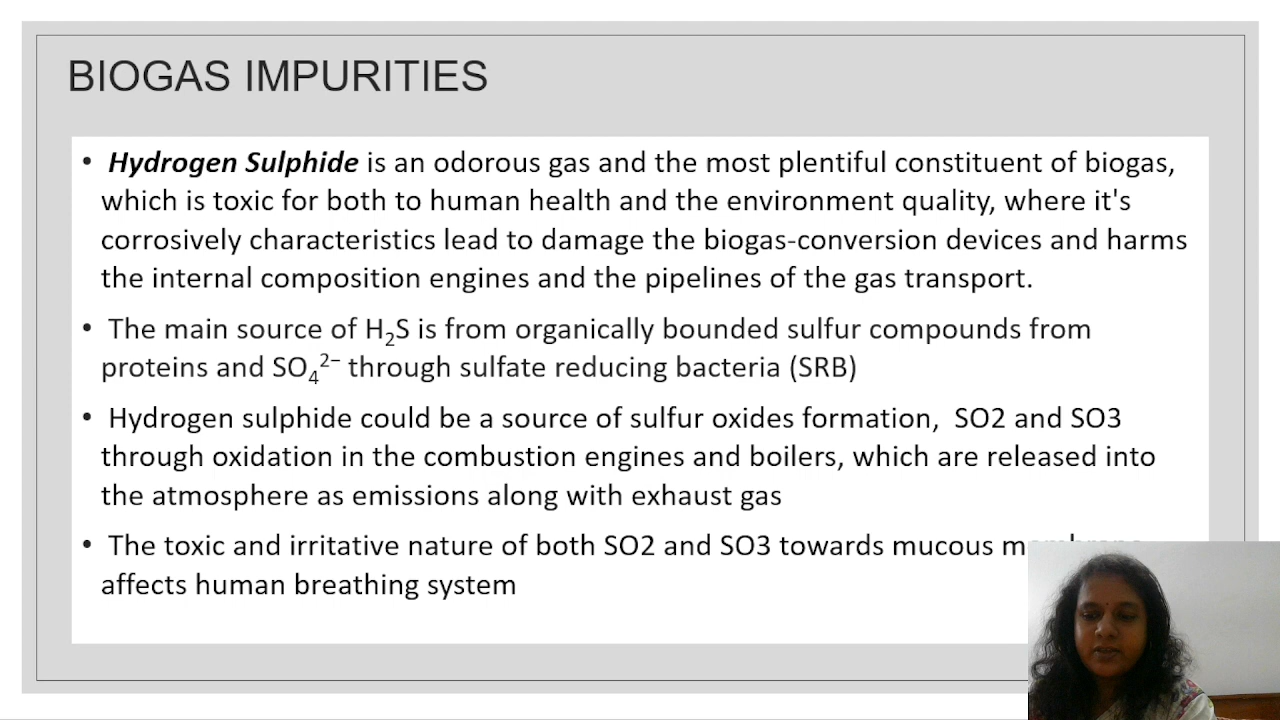 BIOGAS IMPURITIES
• Hydrogen Sulphide is an odorous gas and the most plentiful constituent of biogas,
which is toxic for both to human health and the environment quality, where it's
corrosively characteristics lead to damage the biogas-conversion devices and harms
the internal composition engines and the pipelines of the gas transport.
• The main source of H₂S is from organically bounded sulfur compounds from
proteins and SO₄²⁻ through sulfate reducing bacteria (SRB)
• Hydrogen sulphide could be a source of sulfur oxides formation, SO2 and SO3
through oxidation in the combustion engines and boilers, which are released into
the atmosphere as emissions along with exhaust gas
• The toxic and irritative nature of both SO2 and SO3 towards mucous
affects human breathing system